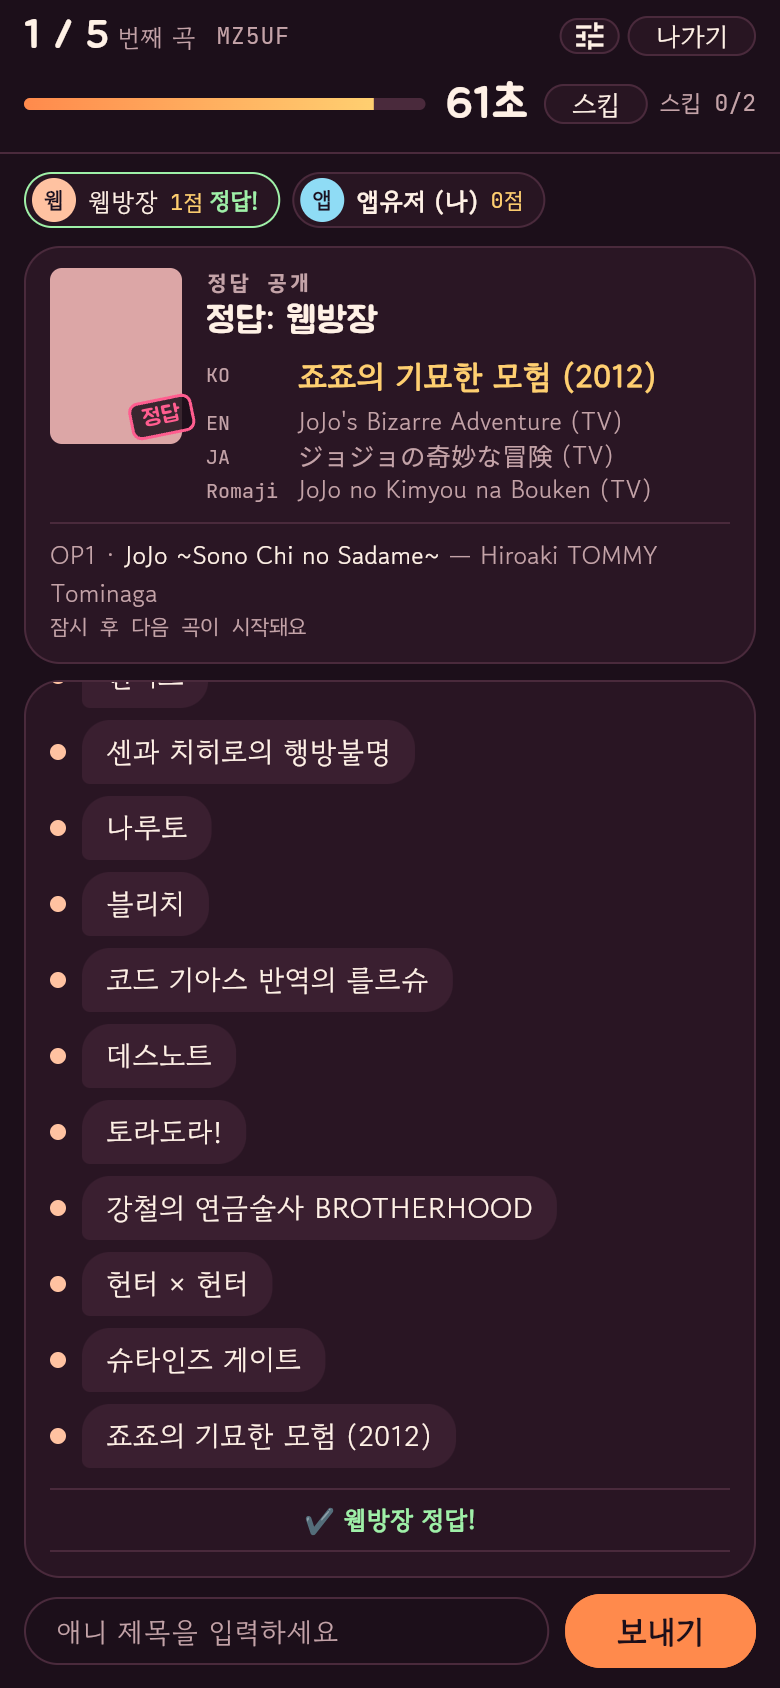 1 / 5 번째 곡 MZ5UF 나가기
61초 스킵 스킵 0/2
웹 웹방장 1점 정답! 앱 앱유저 (나) 0점
정답 공개
정답: 웹방장
정답
KO 죠죠의 기묘한 모험 (2012)
EN JoJo's Bizarre Adventure (TV)
JA ジョジョの奇妙な冒険 (TV)
Romaji JoJo no Kimyou na Bouken (TV)
OP1 · JoJo ~Sono Chi no Sadame~ — Hiroaki TOMMY
Tominaga
잠시 후 다음 곡이 시작돼요
센과 치히로의 행방불명
나루토
블리치
코드 기아스 반역의 를르슈
데스노트
토라도라!
강철의 연금술사 BROTHERHOOD
헌터 × 헌터
슈타인즈 게이트
죠죠의 기묘한 모험 (2012)
✔ 웹방장 정답!
애니 제목을 입력하세요 보내기